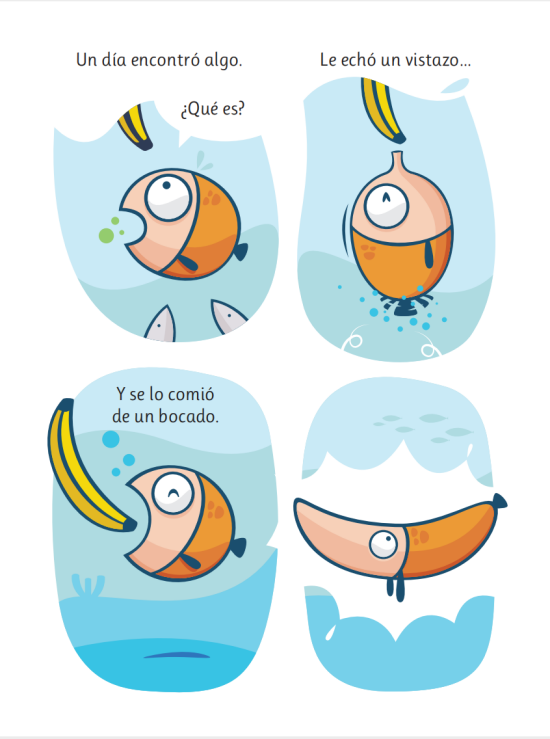 Un día encontró algo.
¿Qué es?
Le echó un vistazo...
Y se lo comió
de un bocado.